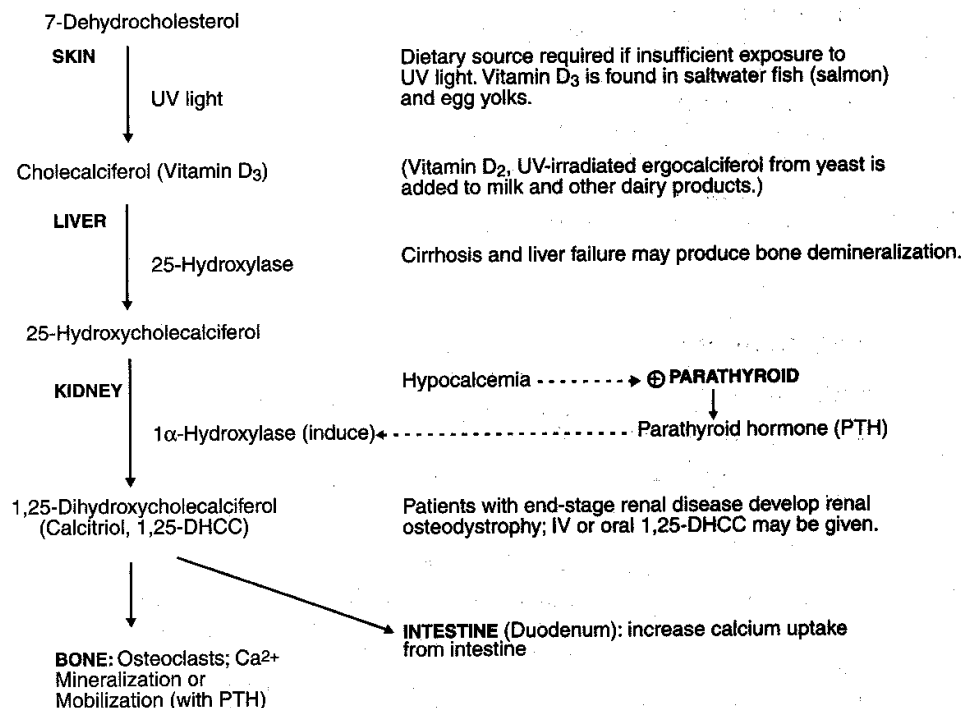 7-Dehydrocholesterol
SKIN
Dietary source required if insufficient exposure to
UV light. Vitamin D3 is found in saltwater fish (salmon)
and egg yolks.
UV light
Cholecalciferol (Vitamin D3)
(Vitamin D2, UV-irradiated ergocalciferol from yeast is
added to milk and other dairy products.)
LIVER
25-Hydroxylase
Cirrhosis and liver failure may produce bone demineralization.
25-Hydroxycholecalciferol
KIDNEY
Hypocalcemia
⊕ PARATHYROID
1α-Hydroxylase (induce)
Parathyroid hormone (PTH)
1,25-Dihydroxycholecalciferol
(Calcitriol, 1,25-DHCC)
Patients with end-stage renal disease develop renal
osteodystrophy; IV or oral 1,25-DHCC may be given.
INTESTINE (Duodenum): increase calcium uptake
from intestine
BONE: Osteoclasts; Ca2+
Mineralization or
Mobilization (with PTH)